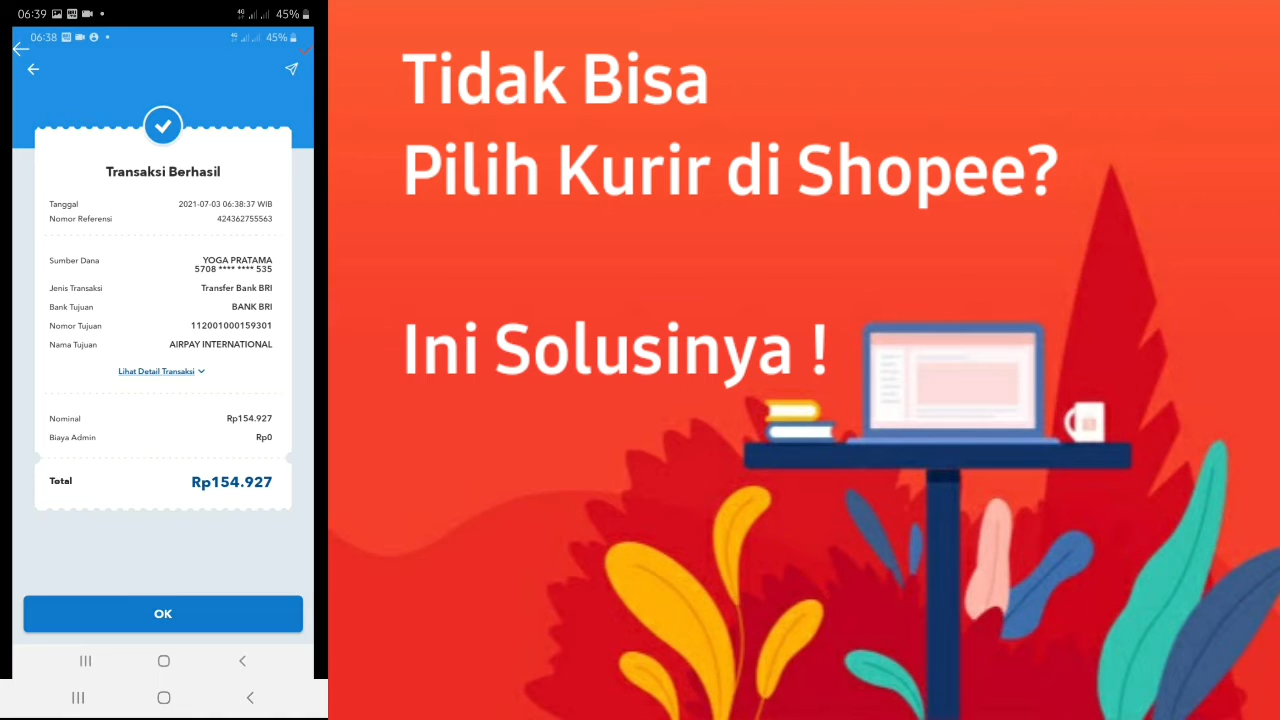 06:39
4G
45%
06:38
4G
45%
Transaksi Berhasil
Tanggal 2021-07-03 06:38:37 WIB
Nomor Referensi 424362755563
Sumber Dana YOGA PRATAMA
5708 **** **** 535
Jenis Transaksi Transfer Bank BRI
Bank Tujuan BANK BRI
Nomor Tujuan 112001000159301
Nama Tujuan AIRPAY INTERNATIONAL
Lihat Detail Transaksi
Nominal Rp154.927
Biaya Admin Rp0
Total Rp154.927
OK
Tidak Bisa
Pilih Kurir di Shopee?
Ini Solusinya !